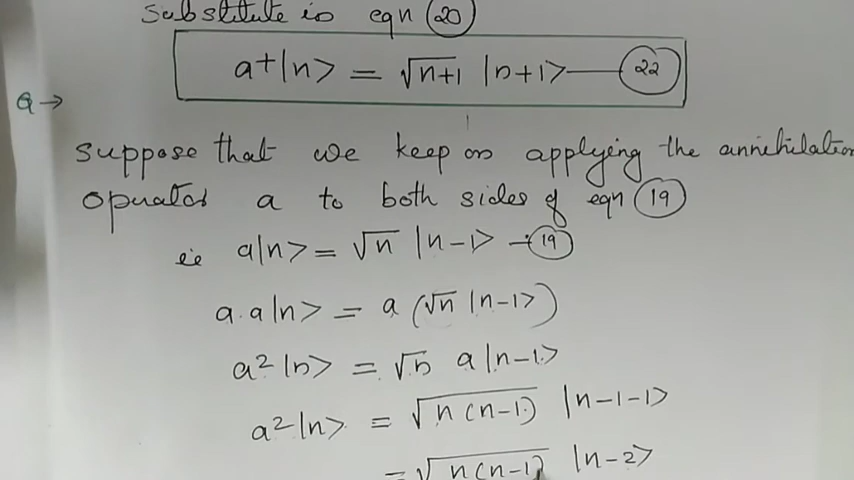 Substitute in eqn (20)
a+|n> = √n+1 |n+1> — (22)
a →
suppose that we keep on applying the annihilation
operator a to both sides of eqn (19)
ie a|n> = √n |n-1> — (19)
a.a|n> = a (√n |n-1>)
a² |n> = √n a|n-1>
a² |n> = √n(n-1) |n-1-1>
= √n(n-1) |n-2>